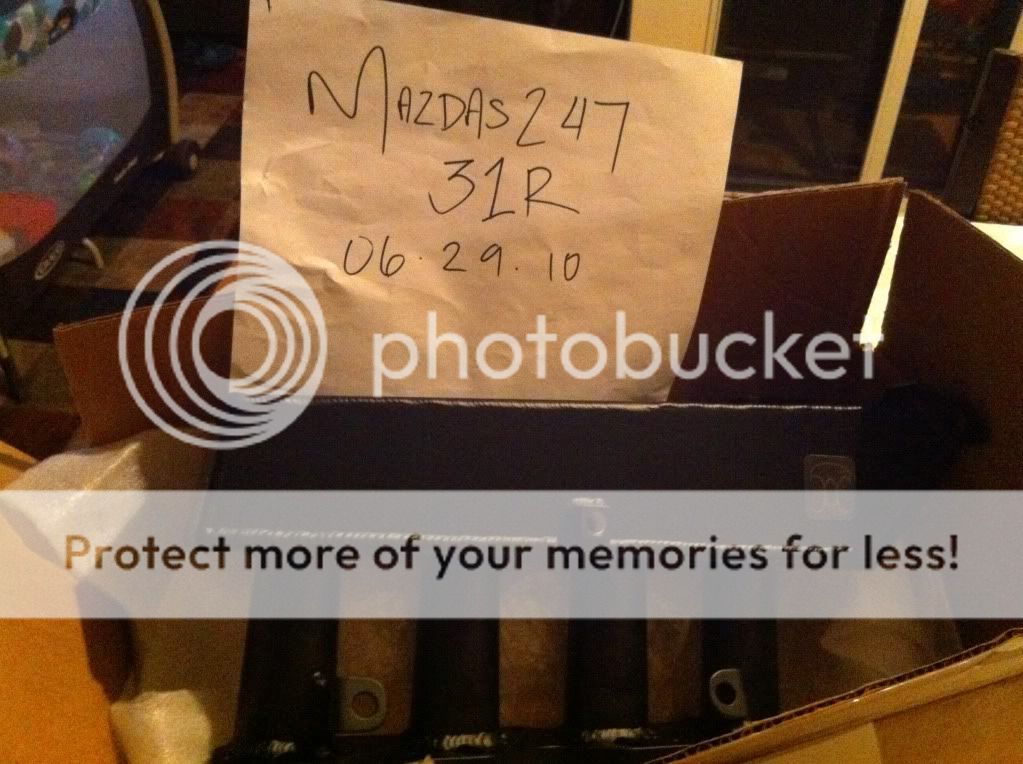 MAZDAS247
31R
06.29.10
photobucket
Protect more of your memories for less!